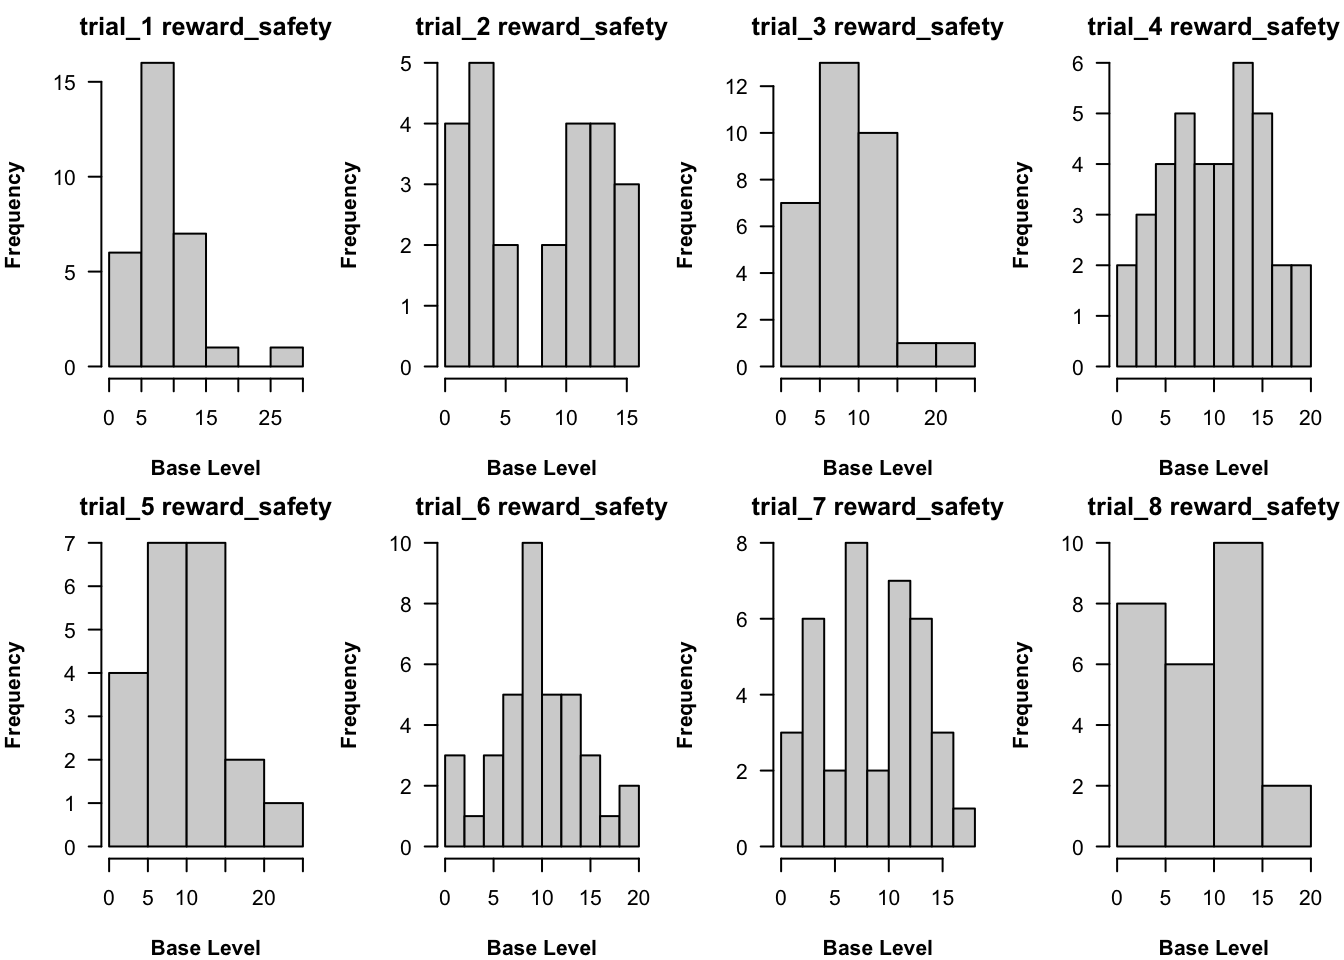 trial_1 reward_safety
trial_2 reward_safety
trial_3 reward_safety
trial_4 reward_safety
Frequency
15
10
5
0
0 5 15 25
Base Level
Frequency
5
4
3
2
1
0
0 5 10 15
Base Level
Frequency
12
10
8
6
4
2
0
0 5 10 20
Base Level
Frequency
6
5
4
3
2
1
0
0 5 10 15 20
Base Level
trial_5 reward_safety
trial_6 reward_safety
trial_7 reward_safety
trial_8 reward_safety
Frequency
7
6
5
4
3
2
1
0
0 5 10 20
Base Level
Frequency
10
8
6
4
2
0
0 5 10 15 20
Base Level
Frequency
8
6
4
2
0
0 5 10 15
Base Level
Frequency
10
8
6
4
2
0
0 5 10 15 20
Base Level